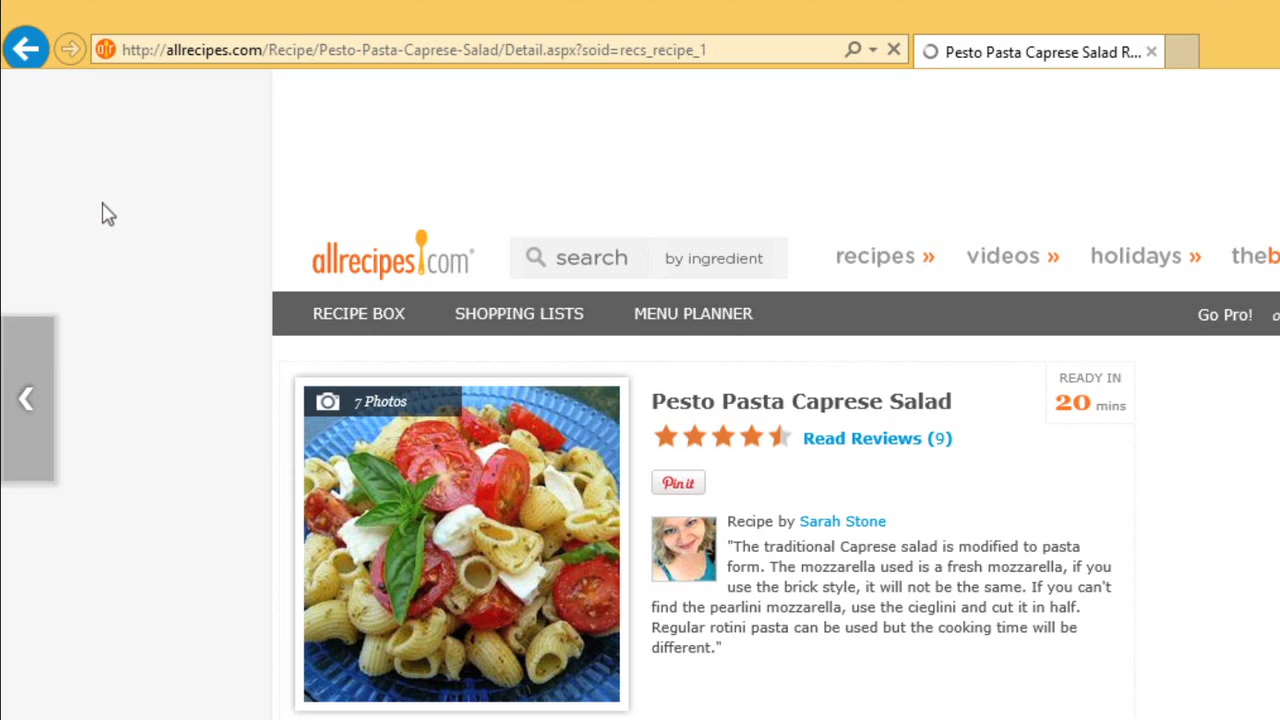 http://allrecipes.com/Recipe/Pesto-Pasta-Caprese-Salad/Detail.aspx?soid=recs_recipe_1
Pesto Pasta Caprese Salad R...
allrecipes.com
search
by ingredient
recipes »
videos »
holidays »
theb
RECIPE BOX
SHOPPING LISTS
MENU PLANNER
Go Pro!
7 Photos
Pesto Pasta Caprese Salad
READY IN
20 mins
Read Reviews (9)
Pin it
Recipe by Sarah Stone
"The traditional Caprese salad is modified to pasta
form. The mozzarella used is a fresh mozzarella, if you
use the brick style, it will not be the same. If you can't
find the pearlini mozzarella, use the cieglini and cut it in half.
Regular rotini pasta can be used but the cooking time will be
different."